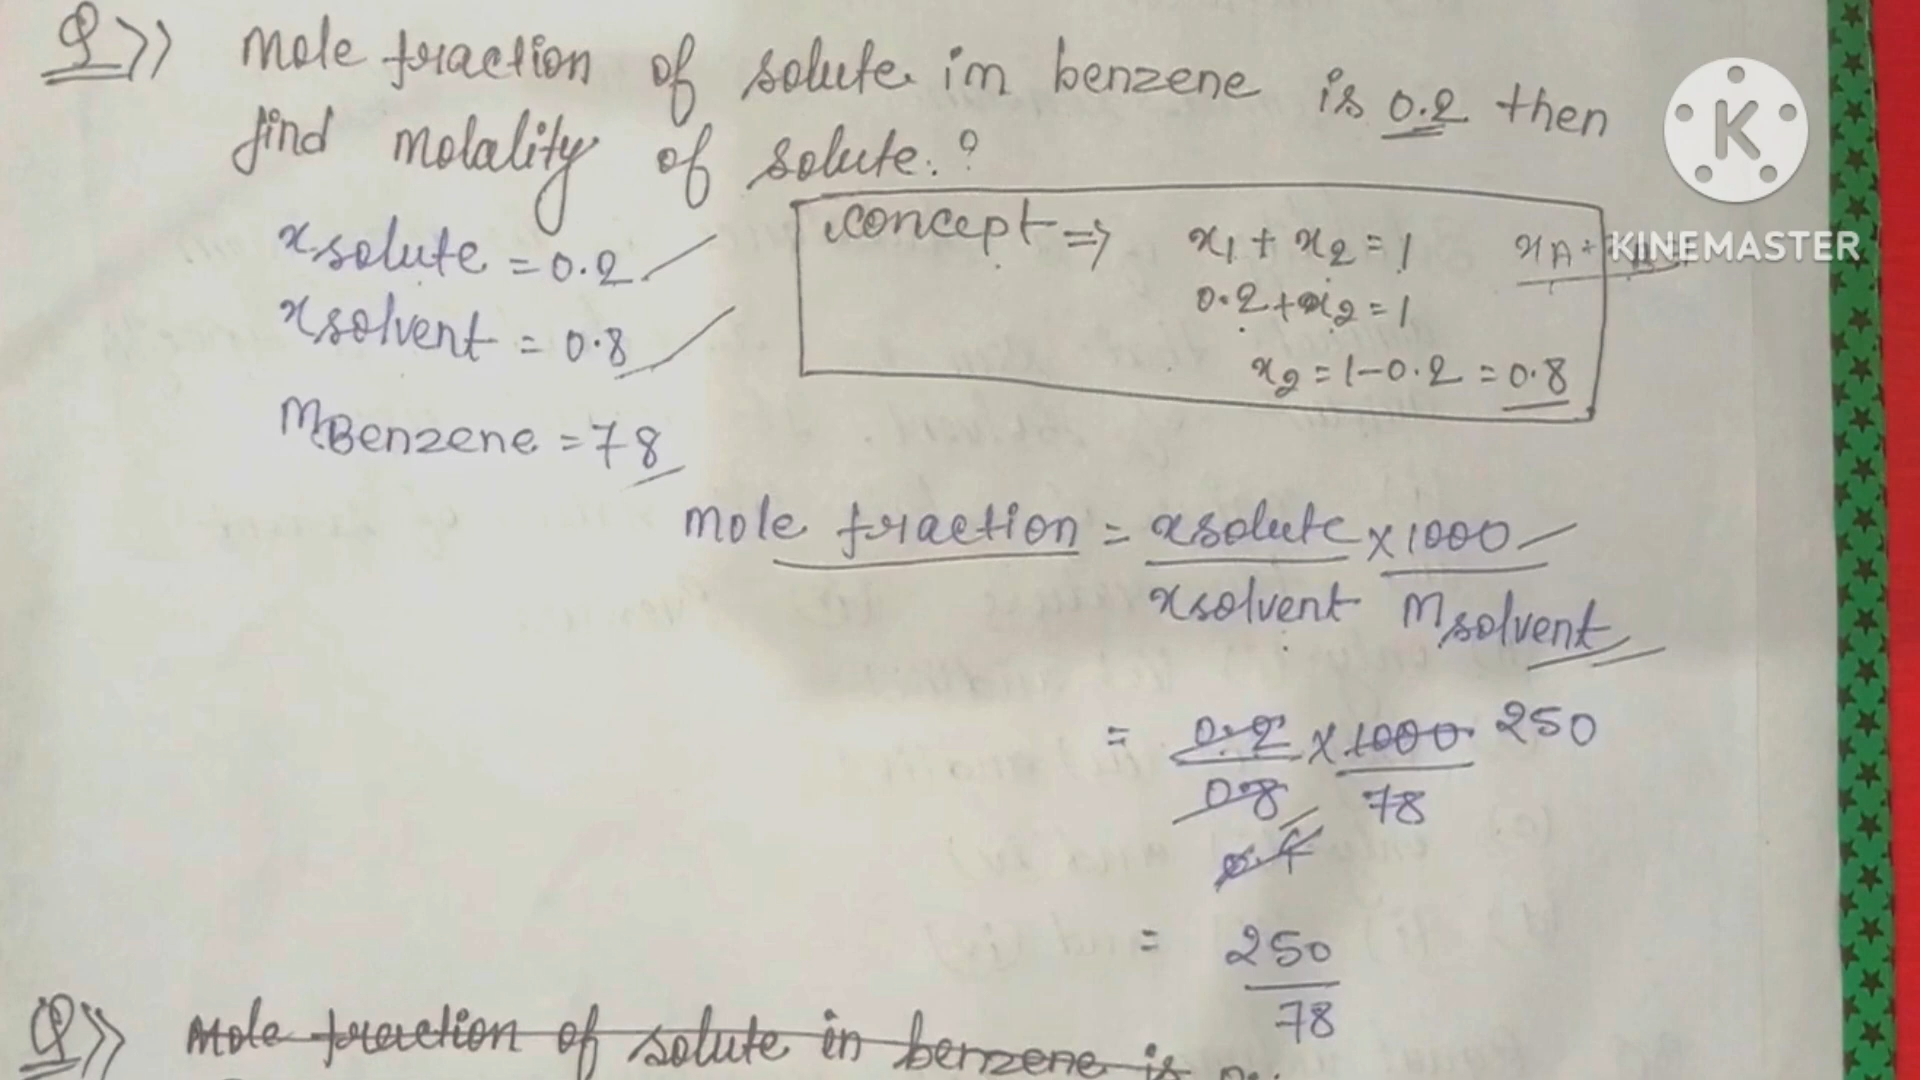 Q>> Mole fraction of solute in benzene is 0.2 then
find molality of solute.?
x solute = 0.2
x solvent = 0.8
M Benzene = 78
concept ⇒ x1 + x2 = 1
0.2 + x2 = 1
x2 = 1-0.2 = 0.8
xA +
K
KINEMASTER
mole fraction = x solute × 1000
x solvent M solvent
= 0.2 × 1000 250
0.8 78
0.4
= 250
78
Q>> Mole fraction of solute in benzene is